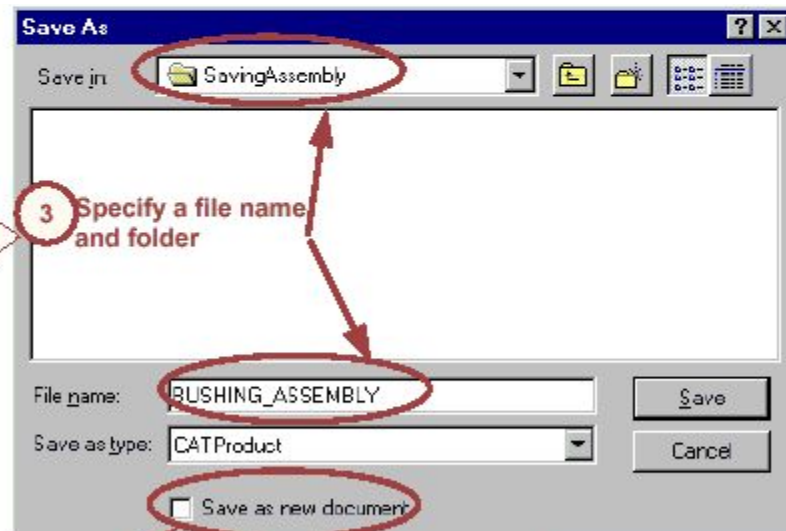 Save As
Save in: SavingAssembly
3 Specify a file name
and folder
File name: BUSHING_ASSEMBLY
Save
Save as type: CATProduct
Cancel
Save as new document